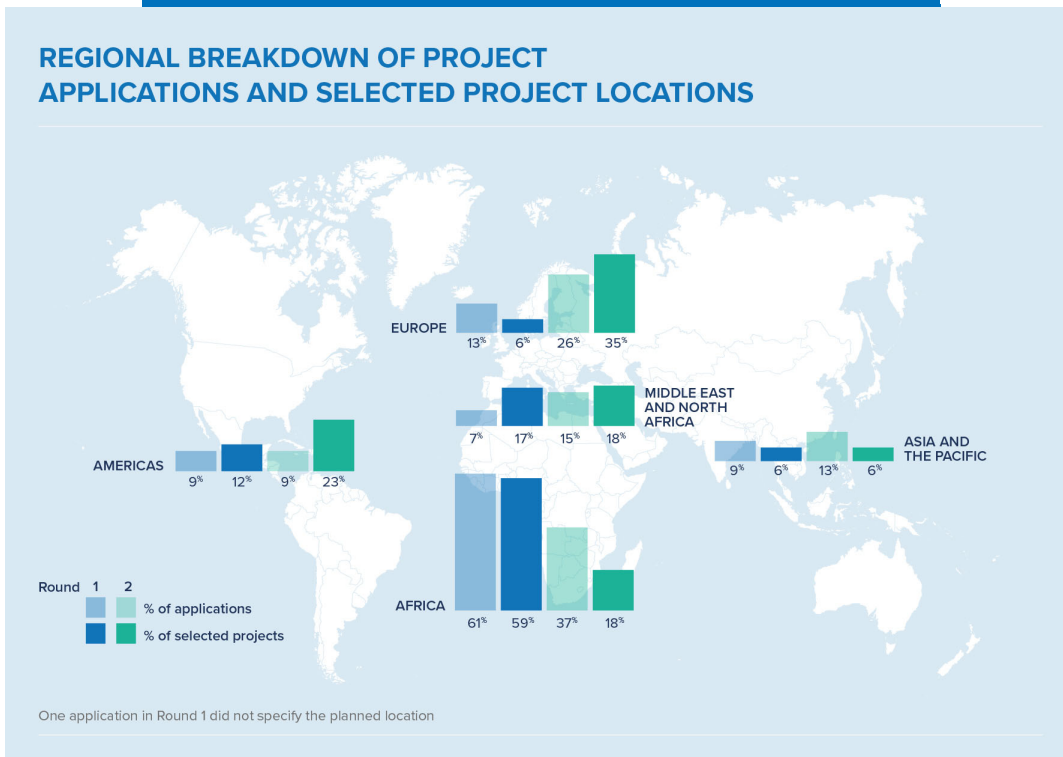 REGIONAL BREAKDOWN OF PROJECT
APPLICATIONS AND SELECTED PROJECT LOCATIONS
EUROPE
13% 6% 26% 35%
MIDDLE EAST
AND NORTH
AFRICA
7% 17% 15% 18%
ASIA AND
THE PACIFIC
9% 6% 13% 6%
AMERICAS
9% 12% 9% 23%
AFRICA
61% 59% 37% 18%
Round 1 2
% of applications
% of selected projects
One application in Round 1 did not specify the planned location